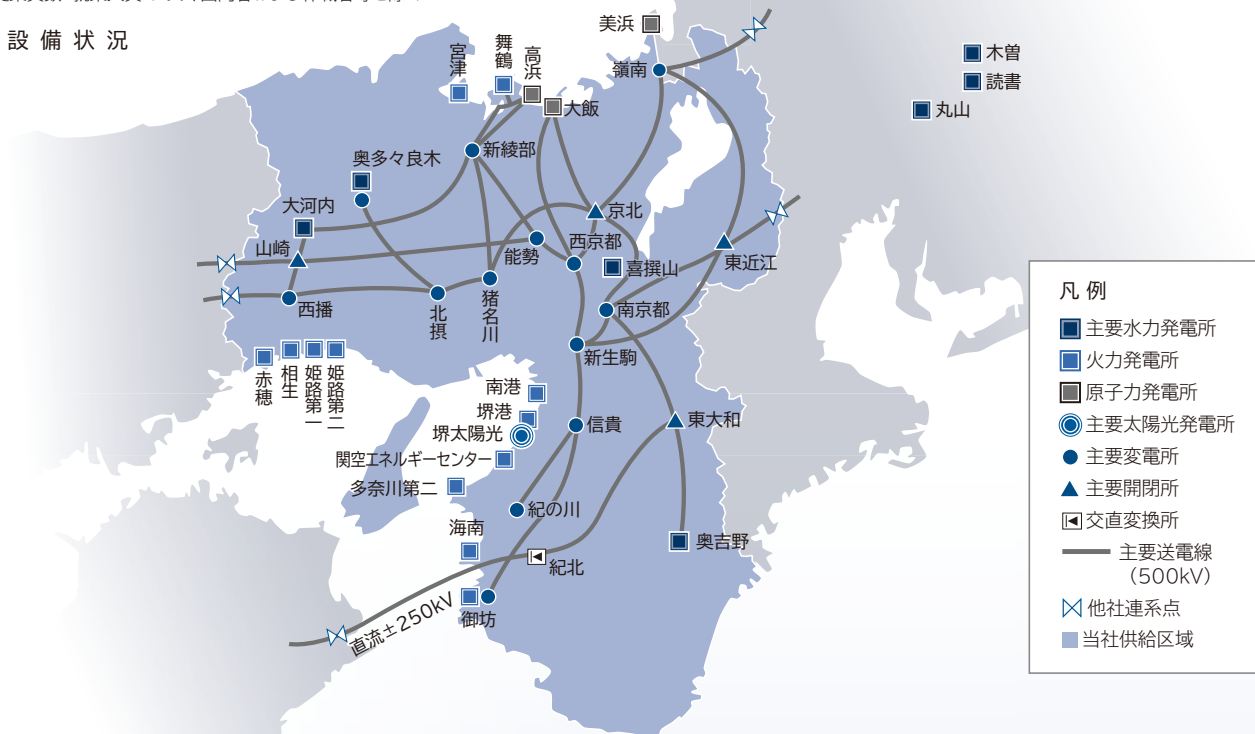 設備状況
美浜
宮津
舞鶴
高浜
大飯
嶺南
木曽
読書
丸山
奥多々良木
新綾部
大河内
山崎
京北
能勢
西京都
喜撰山
東近江
西播
北摂
猪名川
南京都
新生駒
赤穂
相生
姫路第一
姫路第二
南港
堺港
堺太陽光
信貴
東大和
関空エネルギーセンター
多奈川第二
紀の川
海南
紀北
奥吉野
御坊
直流±250kV
凡例
主要水力発電所
火力発電所
原子力発電所
主要太陽光発電所
主要変電所
主要開閉所
交直変換所
主要送電線
(500kV)
他社連系点
当社供給区域